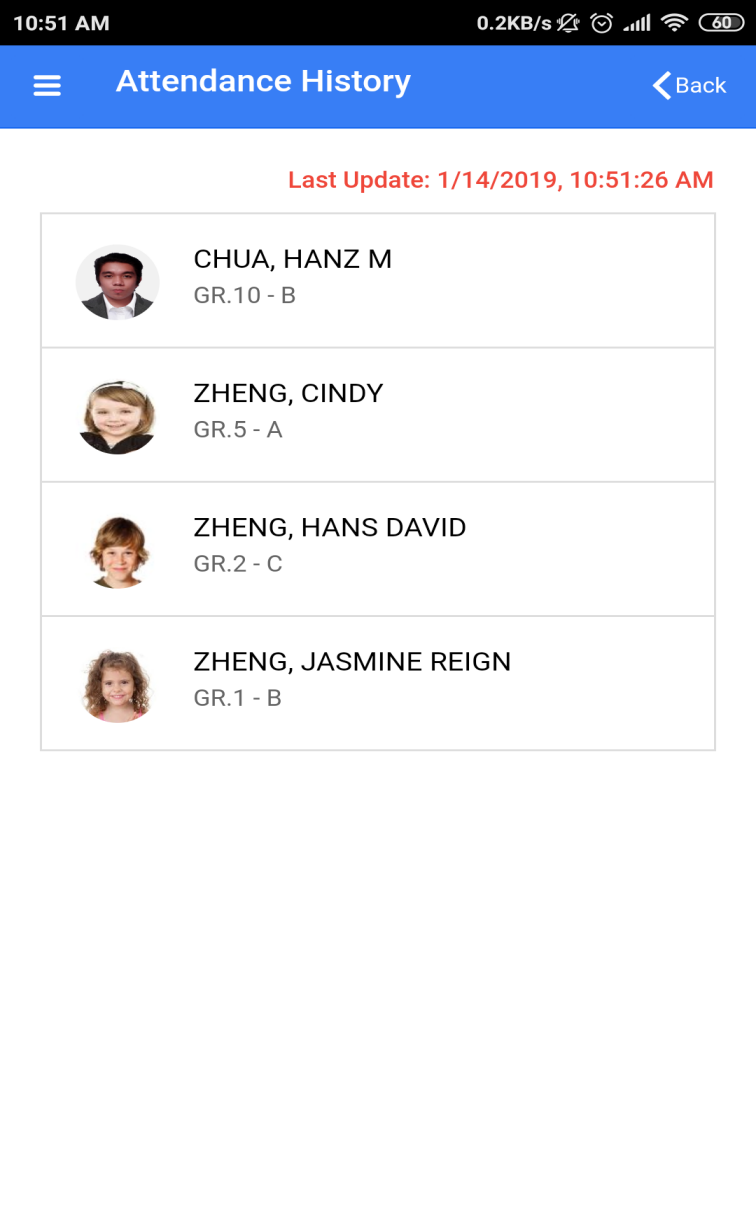 10:51 AM 0.2KB/s 60
Attendance History
Back
Last Update: 1/14/2019, 10:51:26 AM
CHUA, HANZ M
GR.10 - B
ZHENG, CINDY
GR.5 - A
ZHENG, HANS DAVID
GR.2 - C
ZHENG, JASMINE REIGN
GR.1 - B